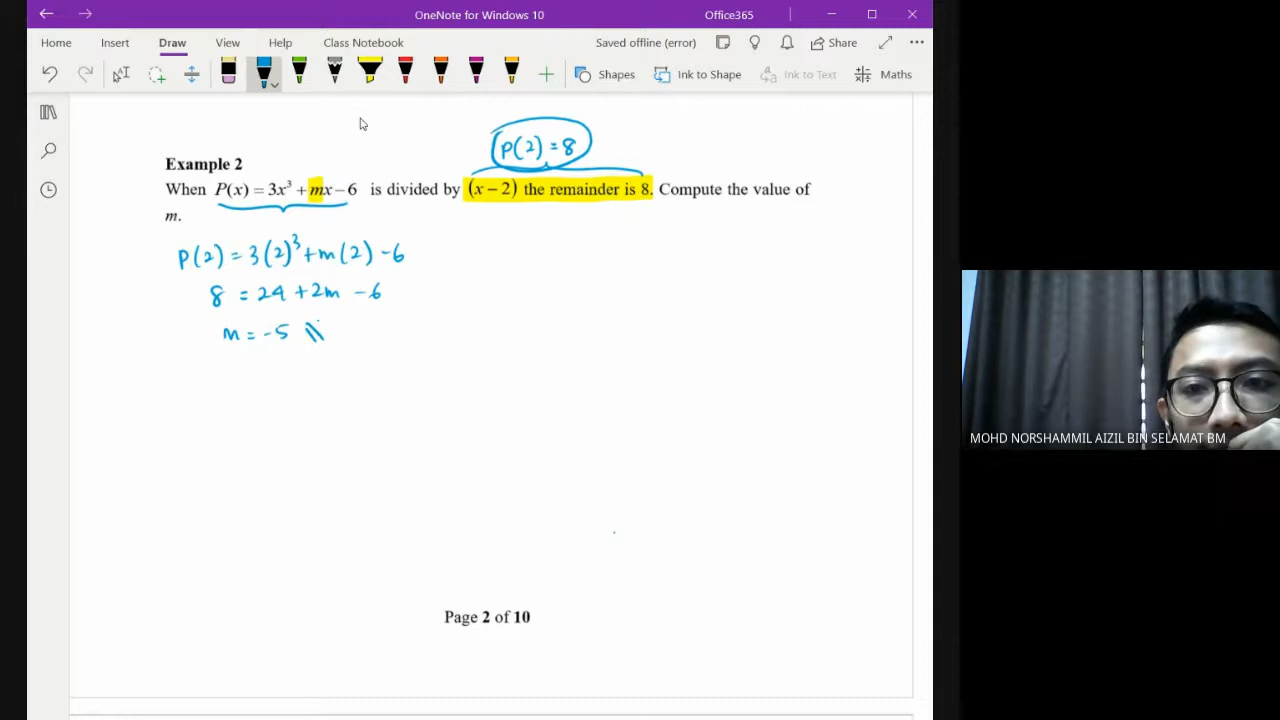 OneNote for Windows 10
Office365
Home Insert Draw View Help Class Notebook
Saved offline (error)
Share
Shapes
Ink to Shape
Ink to Text
Maths
P(2) = 8
Example 2
When P(x) = 3x³ + mx – 6 is divided by (x – 2) the remainder is 8. Compute the value of
m.
P(2) = 3(2)³ + m(2) - 6
8 = 24 + 2m - 6
m = -5
MOHD NORSHAMMIL AIZIL BIN SELAMAT BM
Page 2 of 10